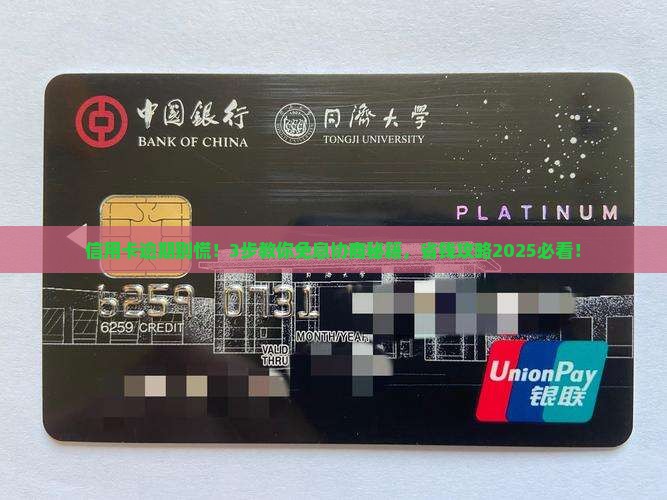 中國銀行
BANK OF CHINA
同濟大學
TONGJI UNIVERSITY
PLATINUM
信用卡逾期别慌！3步教你免息协商秘籍，省钱攻略2025必看！
6259 0731
6259 CREDIT
MONTH/YEAR
VALID
THRU
UnionPay
银联